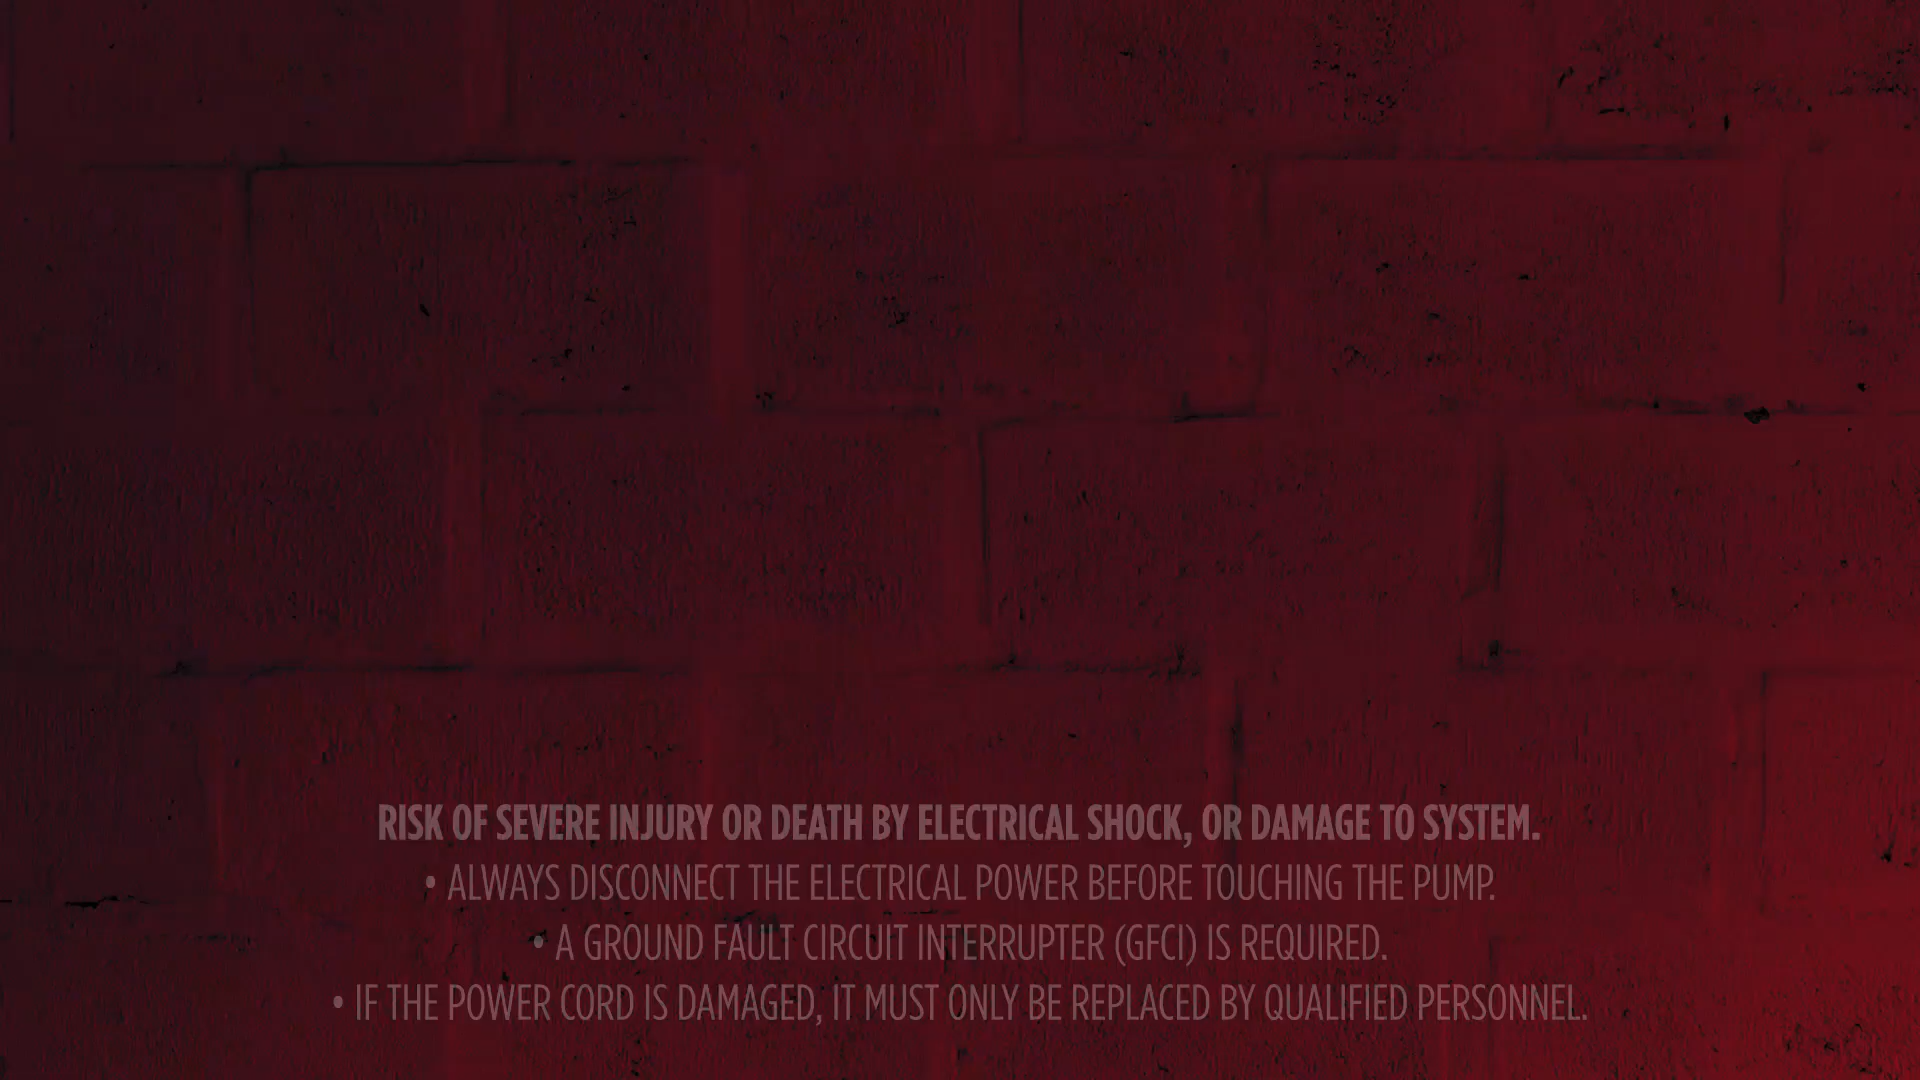 RISK OF SEVERE INJURY OR DEATH BY ELECTRICAL SHOCK, OR DAMAGE TO SYSTEM.
• ALWAYS DISCONNECT THE ELECTRICAL POWER BEFORE TOUCHING THE PUMP.
• A GROUND FAULT CIRCUIT INTERRUPTER (GFCI) IS REQUIRED.
• IF THE POWER CORD IS DAMAGED, IT MUST ONLY BE REPLACED BY QUALIFIED PERSONNEL.